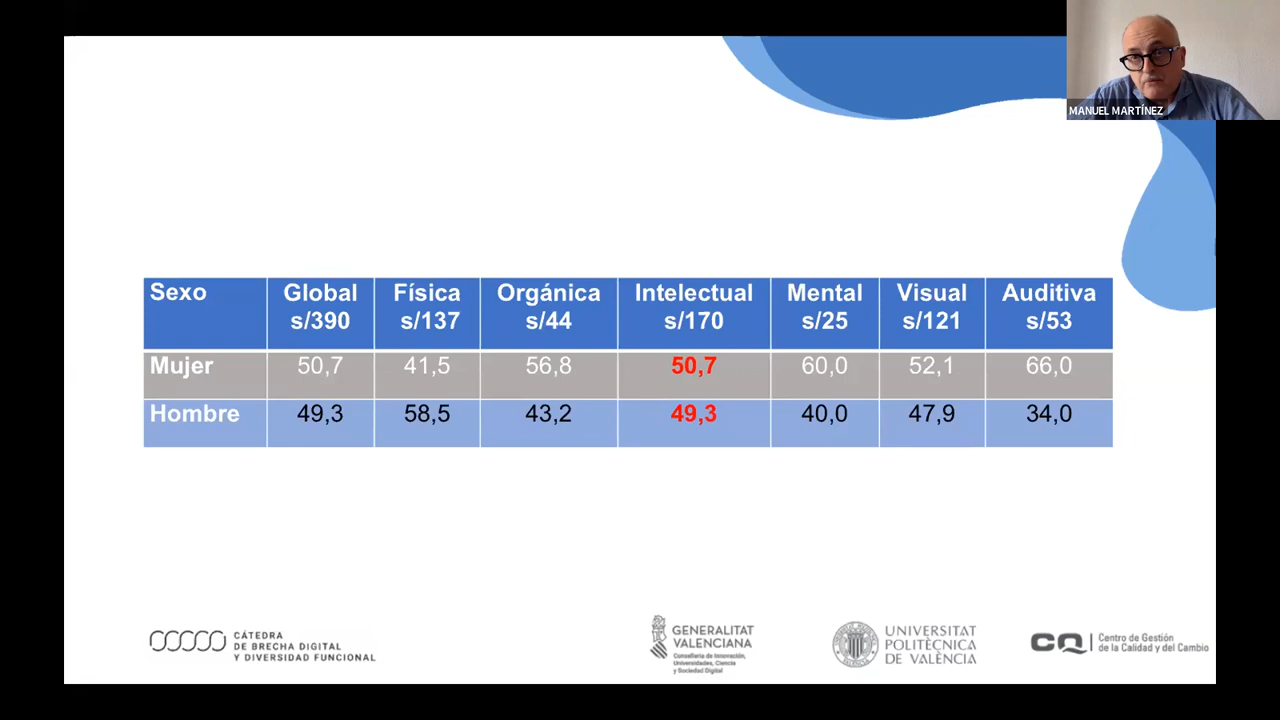 MANUEL MARTÍNEZ
Sexo Global Física Orgánica Intelectual Mental Visual Auditiva
s/390 s/137 s/44 s/170 s/25 s/121 s/53
Mujer 50,7 41,5 56,8 50,7 60,0 52,1 66,0
Hombre 49,3 58,5 43,2 49,3 40,0 47,9 34,0
CÁTEDRA
DE BRECHA DIGITAL
Y DIVERSIDAD FUNCIONAL
GENERALITAT
VALENCIANA
Conselleria de Innovación,
Universidades, Ciencia
y Sociedad Digital
UNIVERSITAT
POLITÈCNICA
DE VALÈNCIA
CQ
Centro de Gestión
de la Calidad y del Cambio